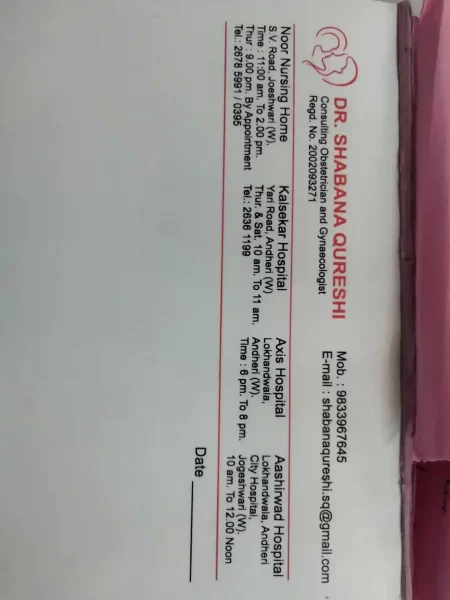 DR. SHABANA QURESHI
Consulting Obstetrician and Gynaecologist
Regd. No. 2002093271
Mob. : 9833967645
E-mail : shabanaqureshi.sq@gmail.com
Noor Nursing Home
S.V. Road, Joeshwari (W),
Time : 11:00 am. To 2.00 pm.
Thur : 9.00 pm. By Appointment
Tel.: 2678 5991 / 0395
Kalsekar Hospital
Yari Road, Andheri (W)
Thur. & Sat. 10 am. To 11 am.
Tel.: 2636 1199
Axis Hospital
Lokhandwala,
Andheri (W).
Time : 6 pm. To 8 pm.
Aashirwad Hospital
Lokhandwala, Andheri
City Hospital,
Jogeshwari (W).
10 am. To 12.00 Noon
Date